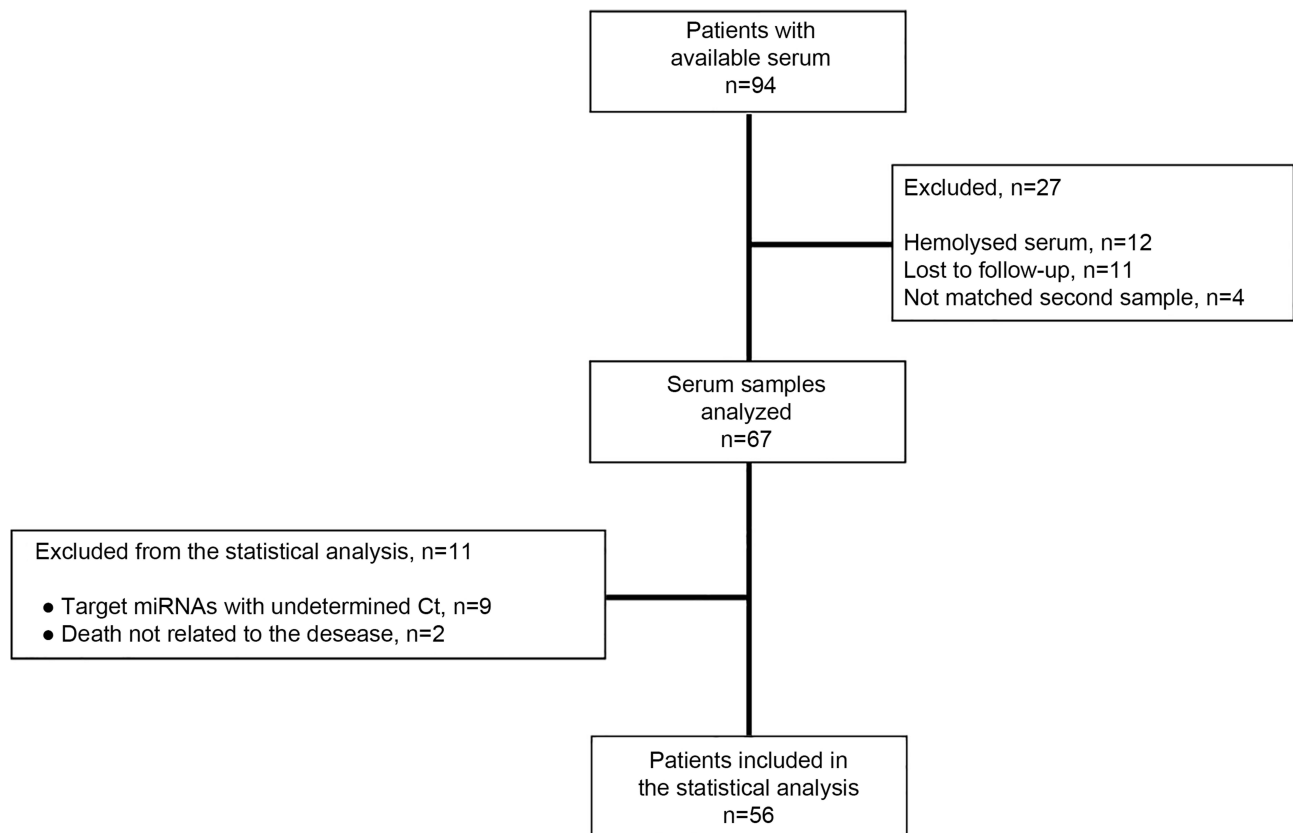 Patients with
available serum
n=94
Excluded, n=27
Hemolysed serum, n=12
Lost to follow-up, n=11
Not matched second sample, n=4
Serum samples
analyzed
n=67
Excluded from the statistical analysis, n=11
● Target miRNAs with undetermined Ct, n=9
● Death not related to the desease, n=2
Patients included in
the statistical analysis
n=56